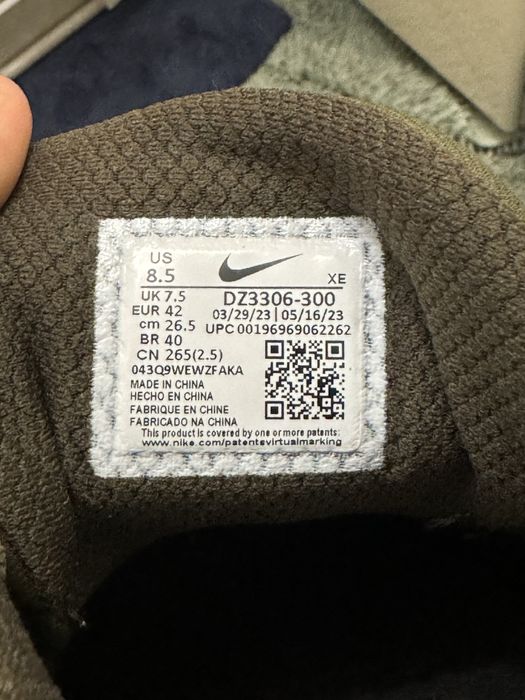 US
8.5
XE
UK 7.5
EUR 42
cm 26.5
BR 40
CN 265(2.5)
DZ3306-300
03/29/23 | 05/16/23
UPC 00196969062262
043Q9WEWZFAKA
MADE IN CHINA
HECHO EN CHINA
FABRIQUE EN CHINE
FABRICADO NA CHINA
This product is covered by one or more patents:
www.nike.com/patentsvirtualmarking